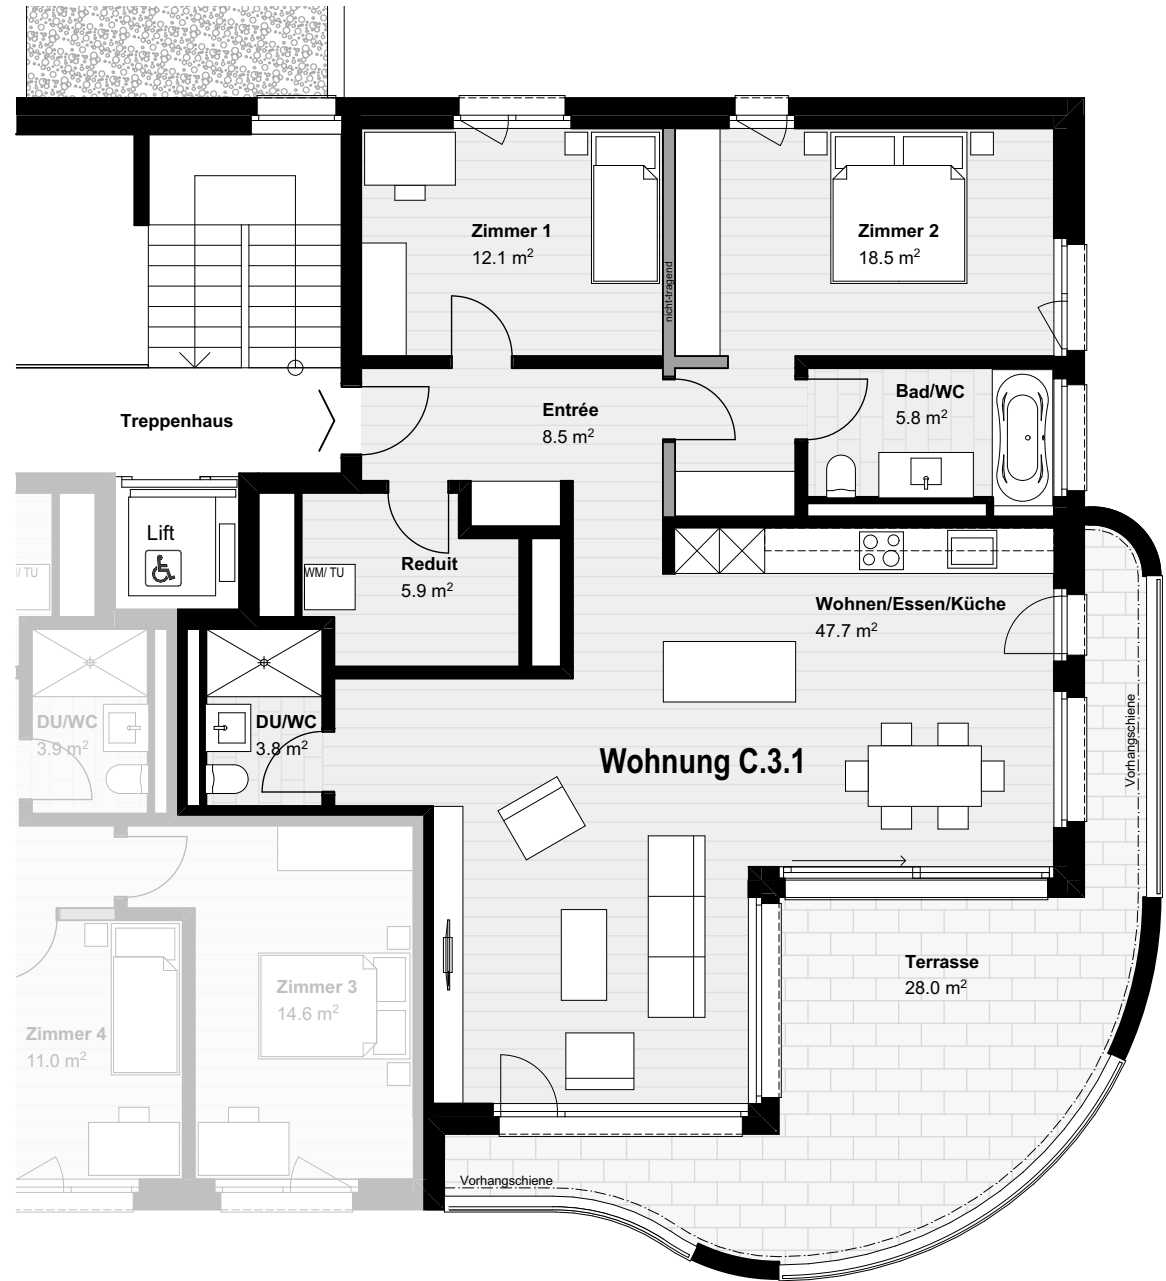 Zimmer 1
12.1 m²
Zimmer 2
18.5 m²
nicht-tragend
Treppenhaus
Entrée
8.5 m²
Bad/WC
5.8 m²
Lift
Reduit
5.9 m²
WM/ TU
/ TU
Wohnen/Essen/Küche
47.7 m²
DU/WC
3.9 m²
DU/WC
3.8 m²
Wohnung C.3.1
Vorhangschiene
Terrasse
28.0 m²
Zimmer 3
14.6 m²
Zimmer 4
11.0 m²
Vorhangschiene